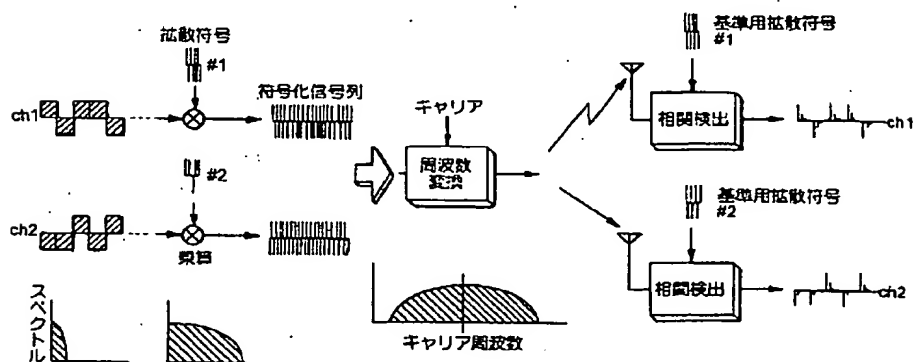 拡散符号
#1
符号化信号列
ch1
#2
ch2
乗算
スペクトル
キャリア
周波数
変換
キャリア周波数
基準用拡散符号
#1
相関検出
ch1
基準用拡散符号
#2
相関検出
ch2